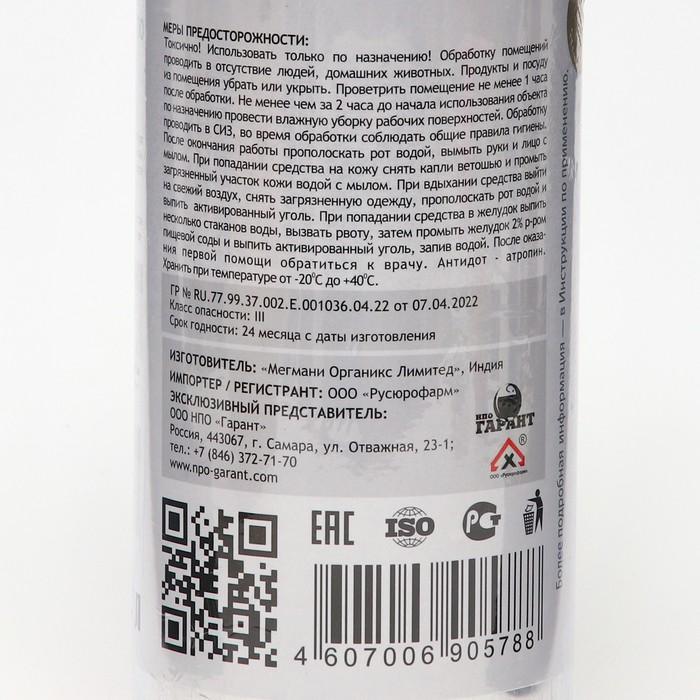 МЕРЫ ПРЕДОСТОРОЖНОСТИ:
Токсично! Использовать только по назначению! Обработку помещений
проводить в отсутствие людей, домашних животных. Продукты и посуду
из помещения убрать или укрыть. Проветрить помещение не менее 1 часа
после обработки. Не менее чем за 2 часа до начала использования объекта
по назначению провести влажную уборку рабочих поверхностей. Обработку
проводить в СИЗ, во время обработки соблюдать общие правила гигиены.
После окончания работы прополоскать рот водой, вымыть руки и лицо с
мылом. При попадании средства на кожу снять капли ветошью и промыть
загрязненный участок кожи водой с мылом. При вдыхании средства выйти
на свежий воздух, снять загрязненную одежду, прополоскать рот водой и
выпить активированный уголь. При попадании средства в желудок выпить
несколько стаканов воды, вызвать рвоту, затем промыть желудок 2% р-ром
пищевой соды и выпить активированный уголь, запив водой. После оказа-
ния первой помощи обратиться к врачу. Антидот - атропин.
Хранить при температуре от -20°С до +40°С.
ГР № RU.77.99.37.002.Е.001036.04.22 от 07.04.2022
Класс опасности: III
Срок годности: 24 месяца с даты изготовления
ИЗГОТОВИТЕЛЬ: «Мегмани Органикс Лимитед», Индия
ИМПОРТЕР / РЕГИСТРАНТ: ООО «Русюрофарм»
ЭКСКЛЮЗИВНЫЙ ПРЕДСТАВИТЕЛЬ:
ООО НПО «Гарант»
Россия, 443067, г. Самара, ул. Отважная, 23-1;
тел.: +7 (846) 372-71-70
www.npo-garant.com
НПО
ГАРАНТ
®
ООО «Русюрофарм»
EAC
ISO
РСТ
4 607006 905788
Более подробная информация — в Инструкции по применению.